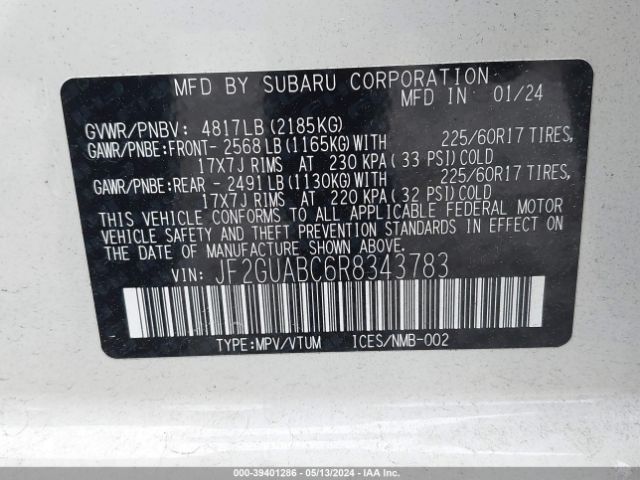 MFD BY SUBARU CORPORATION
MFD IN 01/24
GVWR/PNBV: 4817LB (2185KG)
GAWR/PNBE:FRONT- 2568LB (1165KG)WITH 225/60R17 TIRES,
17X7J RIMS AT 230 KPA (33 PSI) COLD
GAWR/PNBE:REAR - 2491LB (1130KG)WITH 225/60R17 TIRES,
17X7J RIMS AT 220 KPA (32 PSI) COLD
THIS VEHICLE CONFORMS TO ALL APPLICABLE FEDERAL MOTOR
VEHICLE SAFETY AND THEFT PREVENTION STANDARDS IN EFFECT ON
THE DATE OF MANUFACTURE SHOWN ABOVE.
VIN: JF2GUABC6R8343783
TYPE:MPV/VTUM ICES/NMB-002
000-39401286 - 05/13/2024 - IAA Inc.